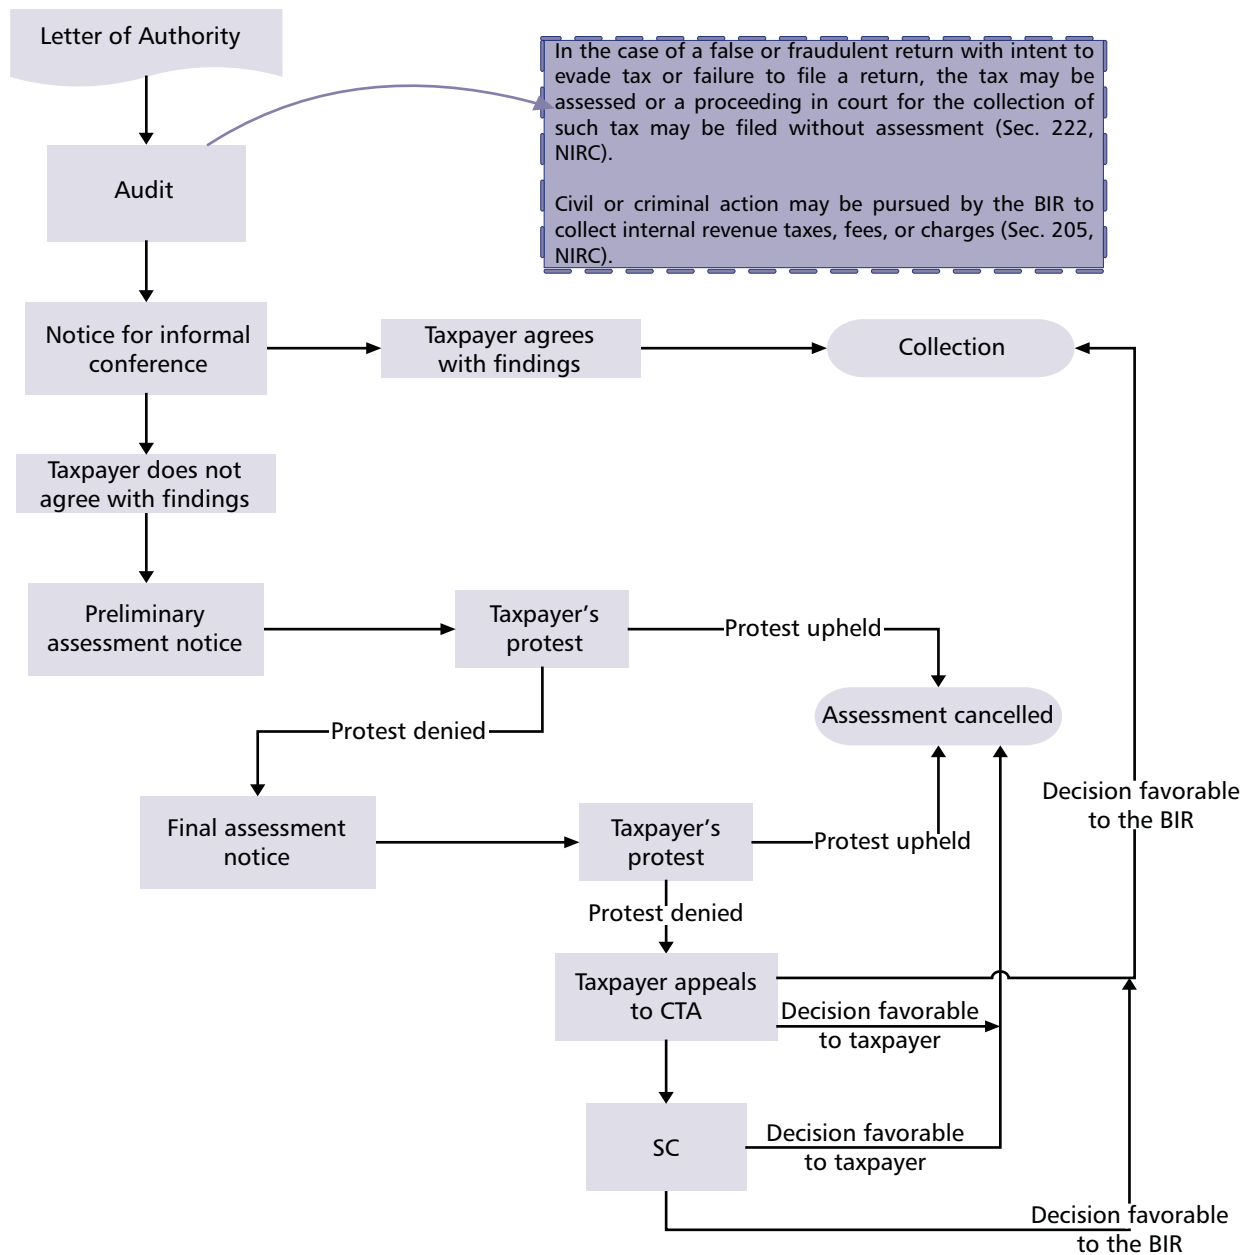 Letter of Authority
In the case of a false or fraudulent return with intent to
evade tax or failure to file a return, the tax may be
assessed or a proceeding in court for the collection of
such tax may be filed without assessment (Sec. 222,
NIRC).
Civil or criminal action may be pursued by the BIR to
collect internal revenue taxes, fees, or charges (Sec. 205,
NIRC).
Audit
Notice for informal
conference
Taxpayer agrees
with findings
Collection
Taxpayer does not
agree with findings
Preliminary
assessment notice
Taxpayer's
protest
Protest upheld
Assessment cancelled
Protest denied
Decision favorable
to the BIR
Final assessment
notice
Taxpayer's
protest
Protest upheld
Protest denied
Taxpayer appeals
to CTA
Decision favorable
to taxpayer
SC
Decision favorable
to taxpayer
Decision favorable
to the BIR